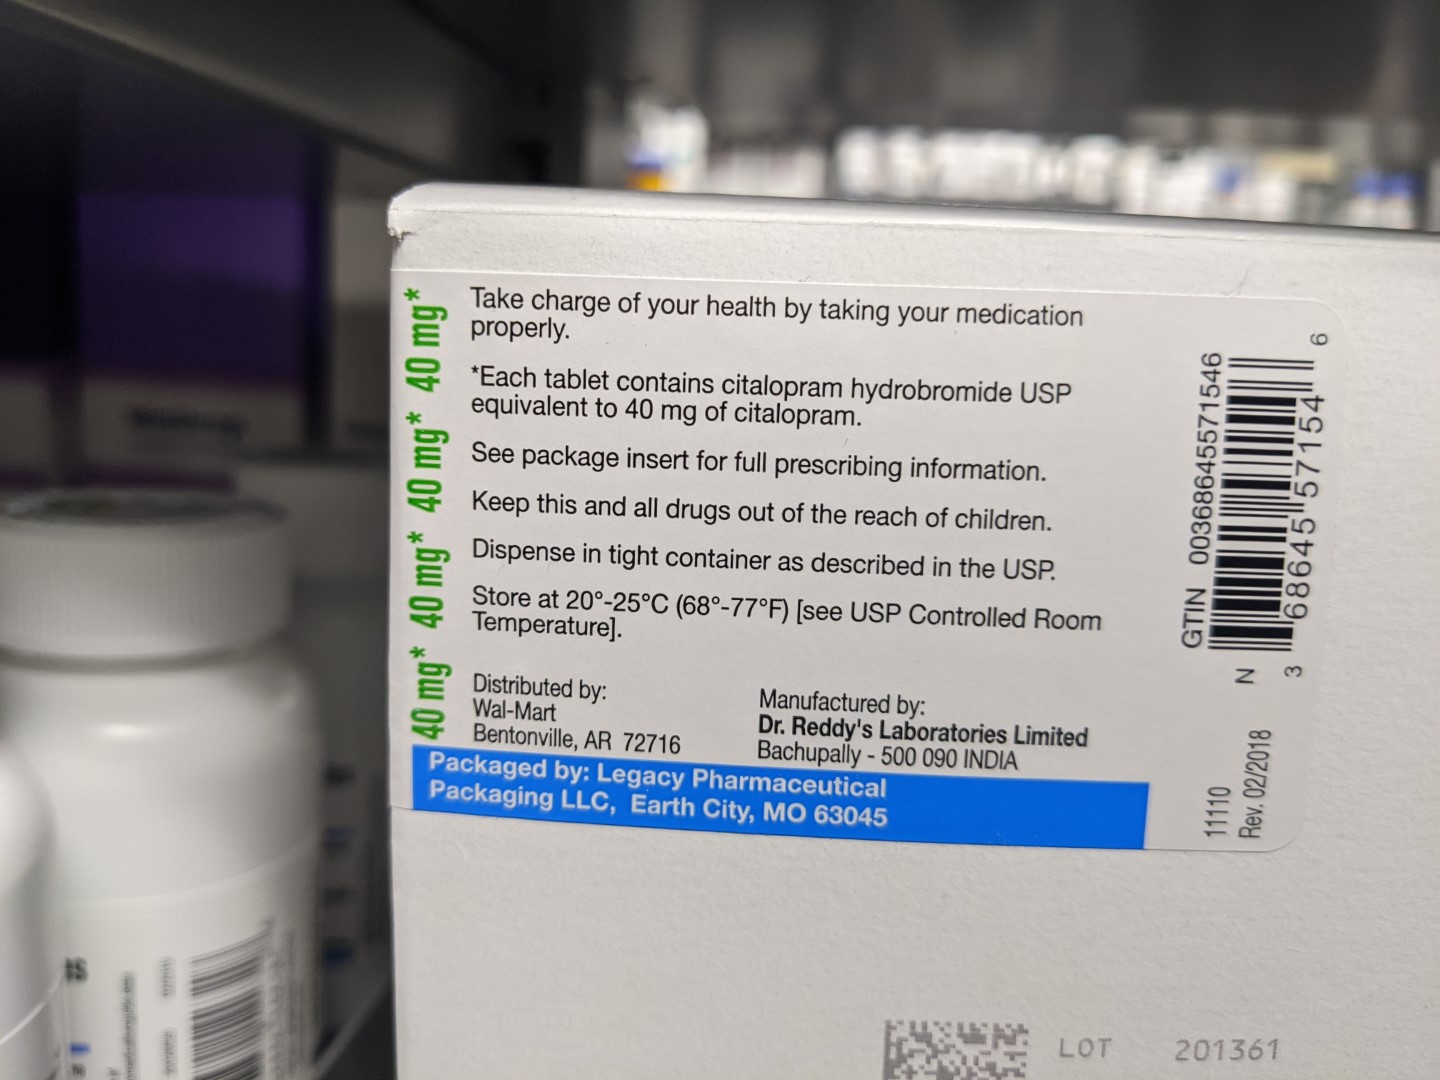 Take charge of your health by taking your medication
properly.
*Each tablet contains citalopram hydrobromide USP
equivalent to 40 mg of citalopram.
See package insert for full prescribing information.
Keep this and all drugs out of the reach of children.
Dispense in tight container as described in the USP.
Store at 20°-25°C (68°-77°F) [see USP Controlled Room
Temperature].
Distributed by:
Wal-Mart
Bentonville, AR 72716
Manufactured by:
Dr. Reddy's Laboratories Limited
Bachupally - 500 090 INDIA
Packaged by: Legacy Pharmaceutical
Packaging LLC, Earth City, MO 63045
40 mg* 40 mg* 40 mg* 40 mg*
GTIN 00368645571546
N
3 68645 57154 6
11110
Rev. 02/2018
LOT 201361